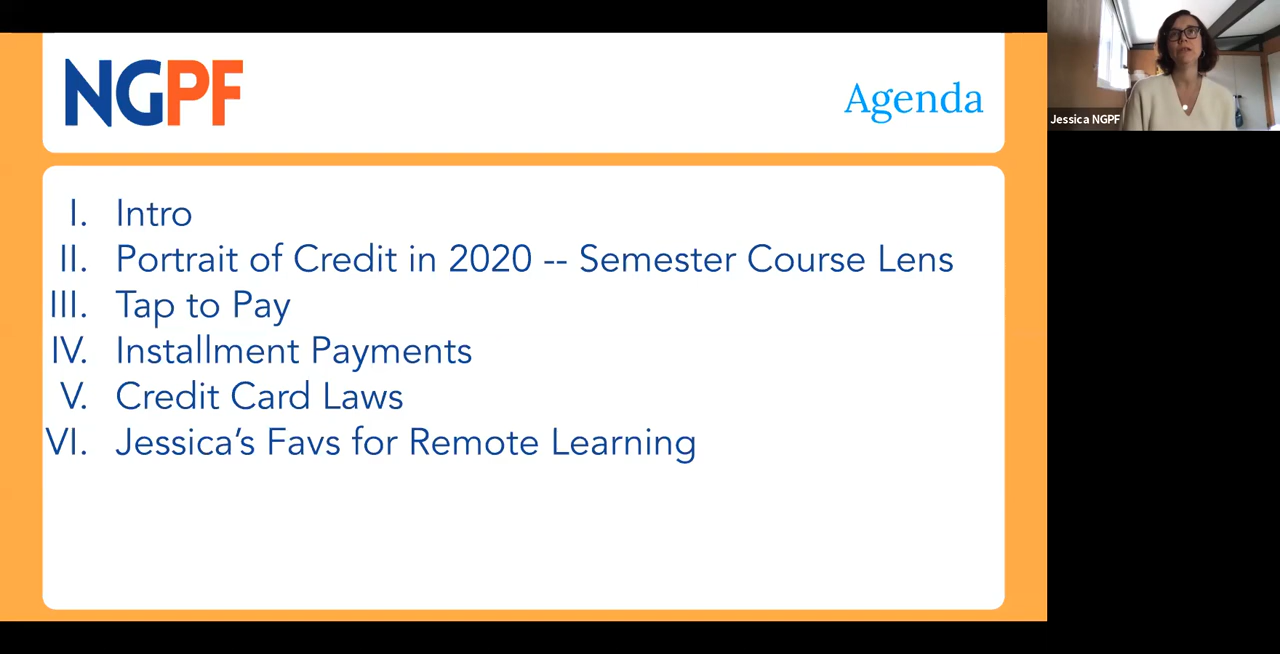 NGPF
Agenda
Jessica NGPF
I. Intro
II. Portrait of Credit in 2020 -- Semester Course Lens
III. Tap to Pay
IV. Installment Payments
V. Credit Card Laws
VI. Jessica's Favs for Remote Learning